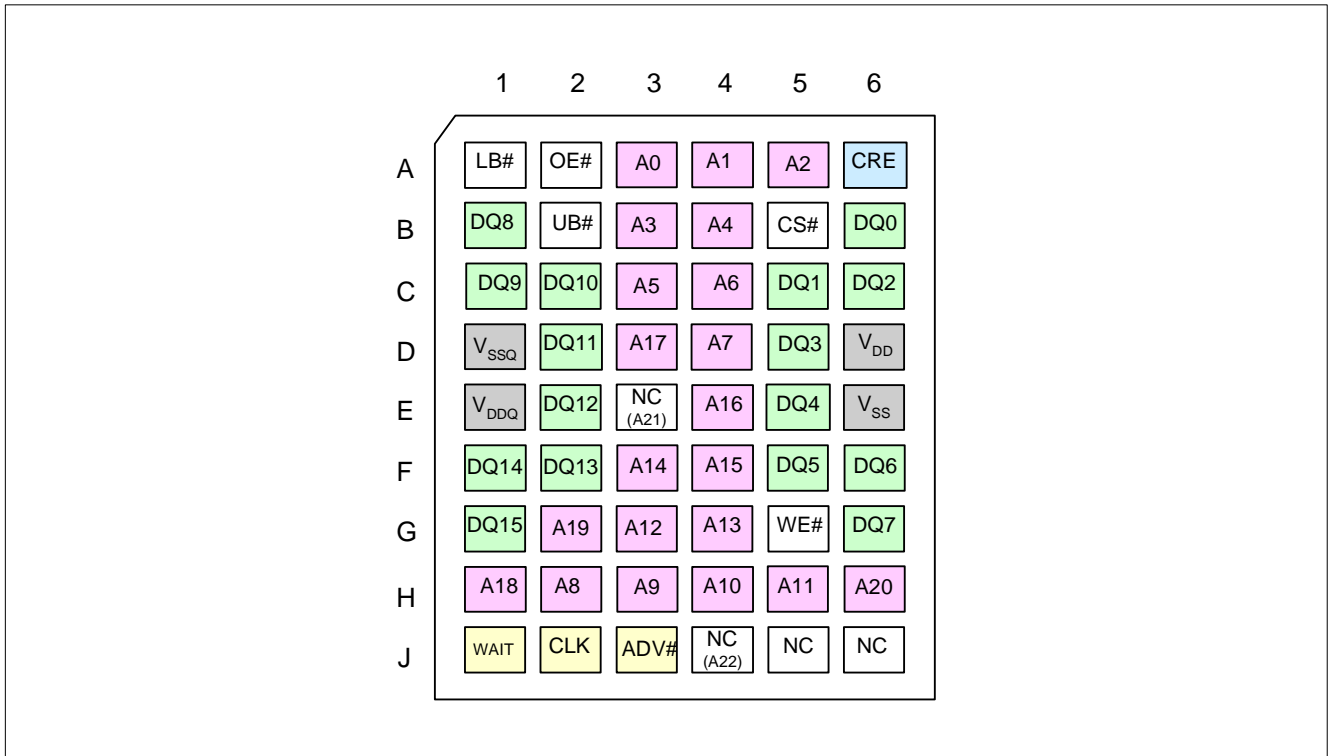 1 2 3 4 5 6
A LB# OE# A0 A1 A2 CRE
B DQ8 UB# A3 A4 CS# DQ0
C DQ9 DQ10 A5 A6 DQ1 DQ2
D VSSQ DQ11 A17 A7 DQ3 VDD
E VDDQ DQ12 NC (A21) A16 DQ4 VSS
F DQ14 DQ13 A14 A15 DQ5 DQ6
G DQ15 A19 A12 A13 WE# DQ7
H A18 A8 A9 A10 A11 A20
J WAIT CLK ADV# NC (A22) NC NC